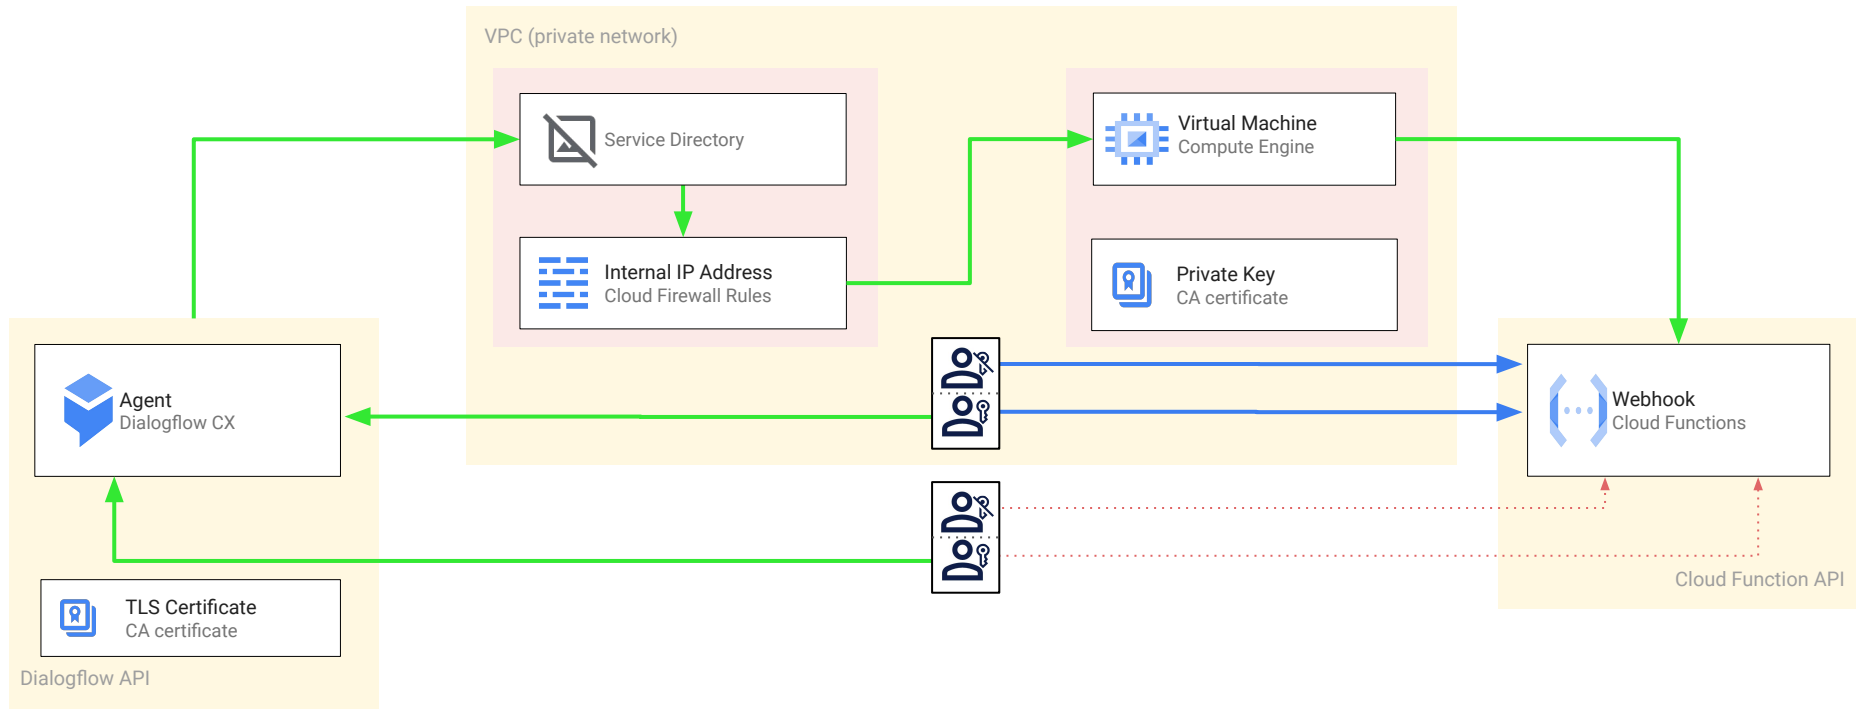 VPC (private network)
Service Directory
Virtual Machine
Compute Engine
Internal IP Address
Cloud Firewall Rules
Private Key
CA certificate
Agent
Dialogflow CX
Webhook
Cloud Functions
Cloud Function API
TLS Certificate
CA certificate
Dialogflow API